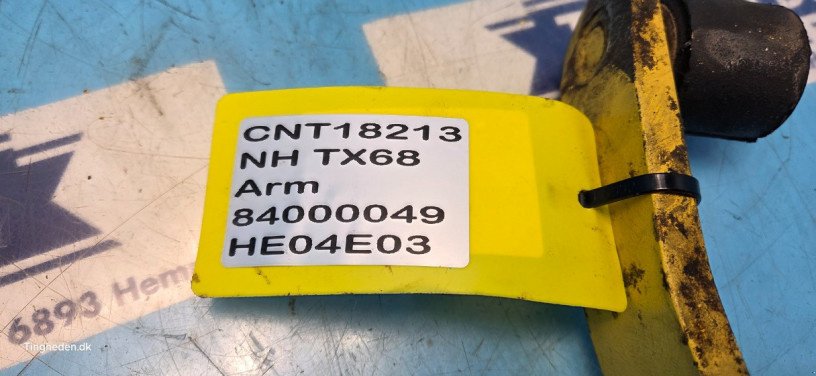 CNT18213
NH TX68
Arm
84000049
HE04E03
6893 Hem
Tingheden.dk